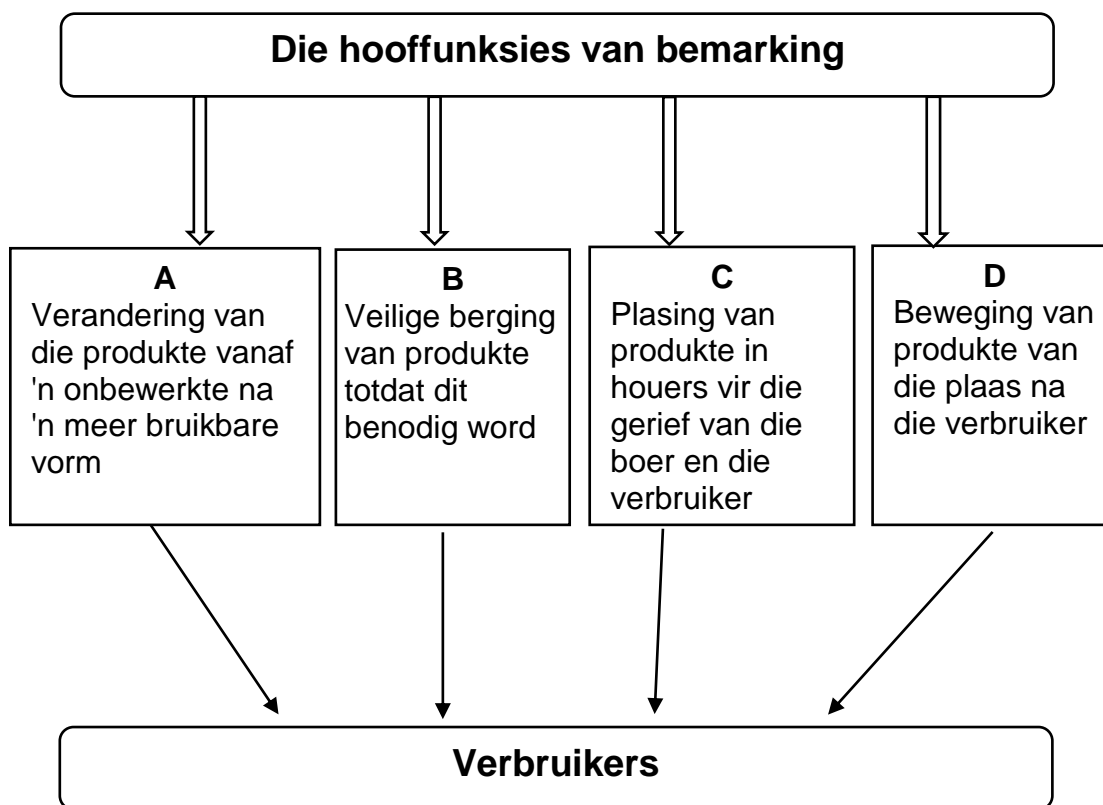 Die hooffunksies van bemarking
A
Verandering van
die produkte vanaf
'n onbewerkte na
'n meer bruikbare
vorm
B
Veilige berging
van produkte
totdat dit
benodig word
C
Plasing van
produkte in
houers vir die
gerief van die
boer en die
verbruiker
D
Beweging van
produkte van
die plaas na
die verbruiker
Verbruikers